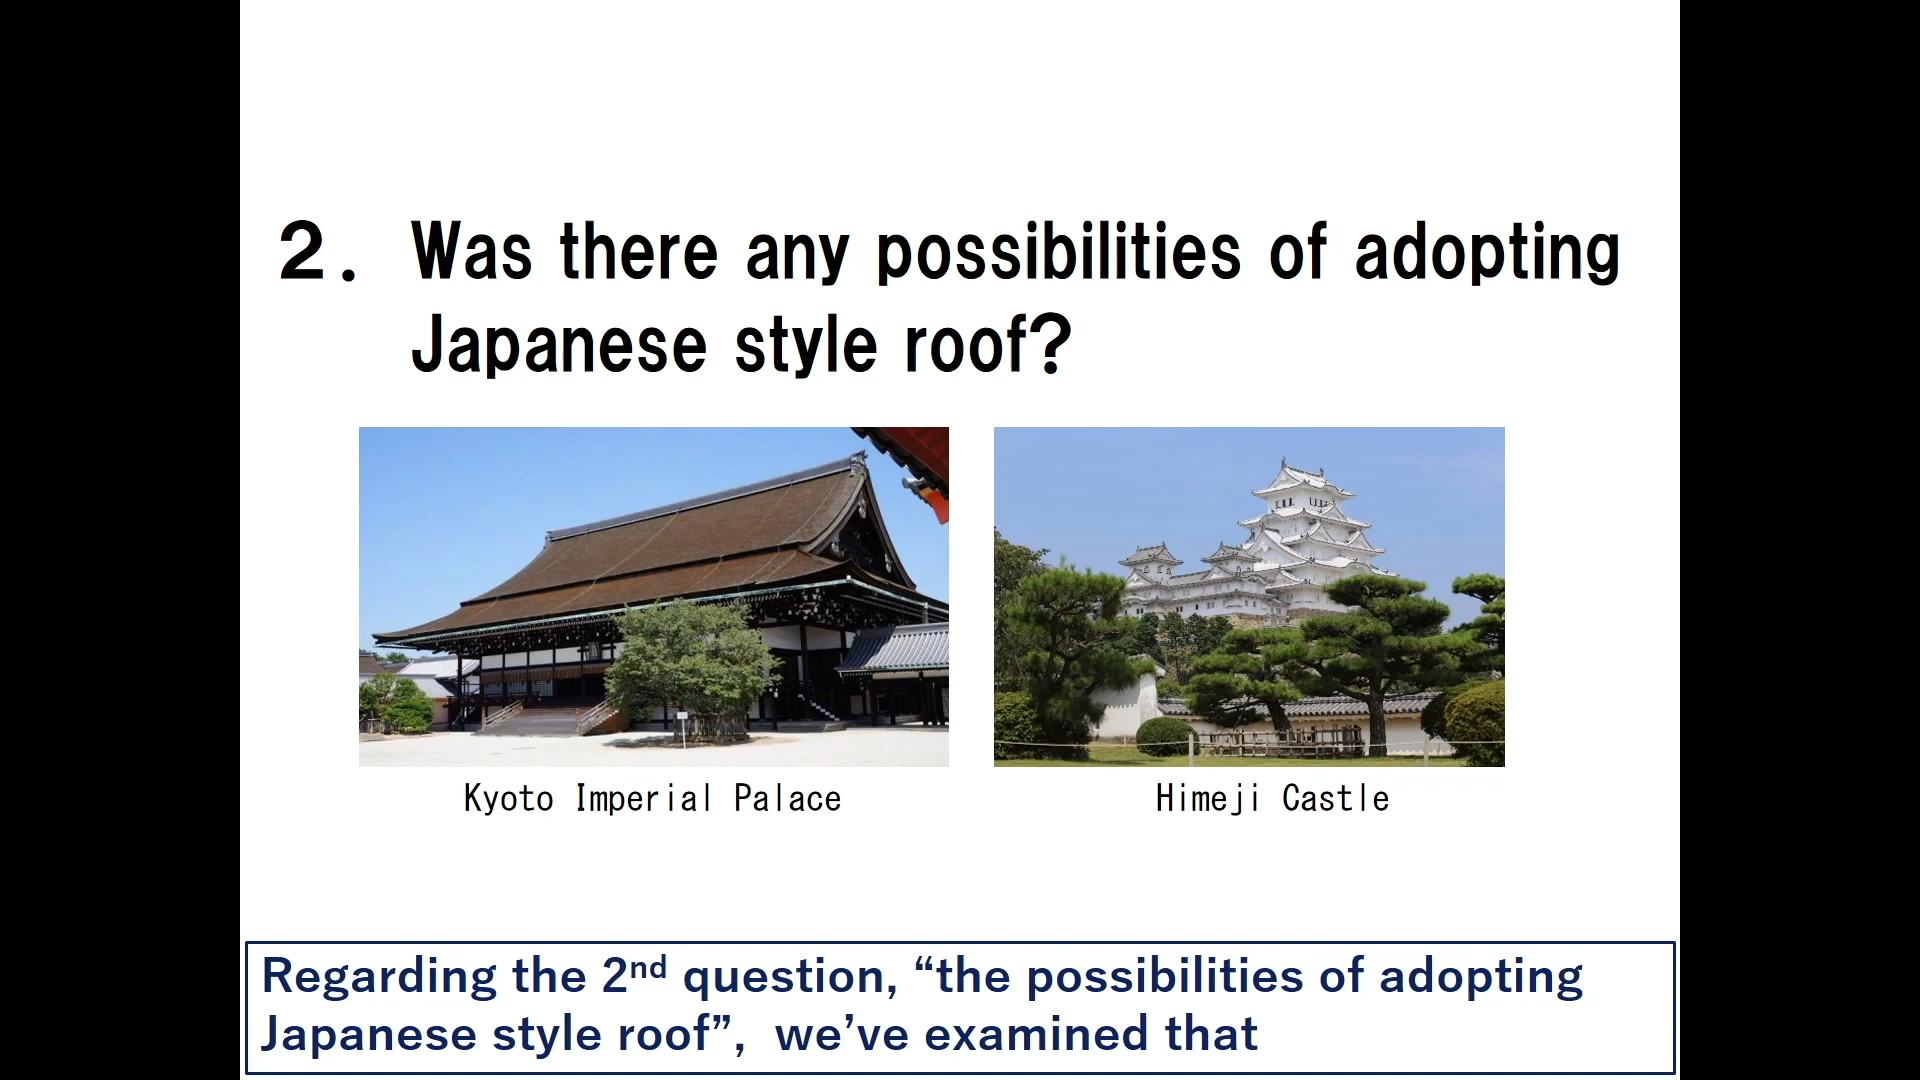 ２．Was there any possibilities of adopting
Japanese style roof?
Kyoto Imperial Palace
Himeji Castle
Regarding the 2nd question, “the possibilities of adopting
Japanese style roof”, we’ve examined that